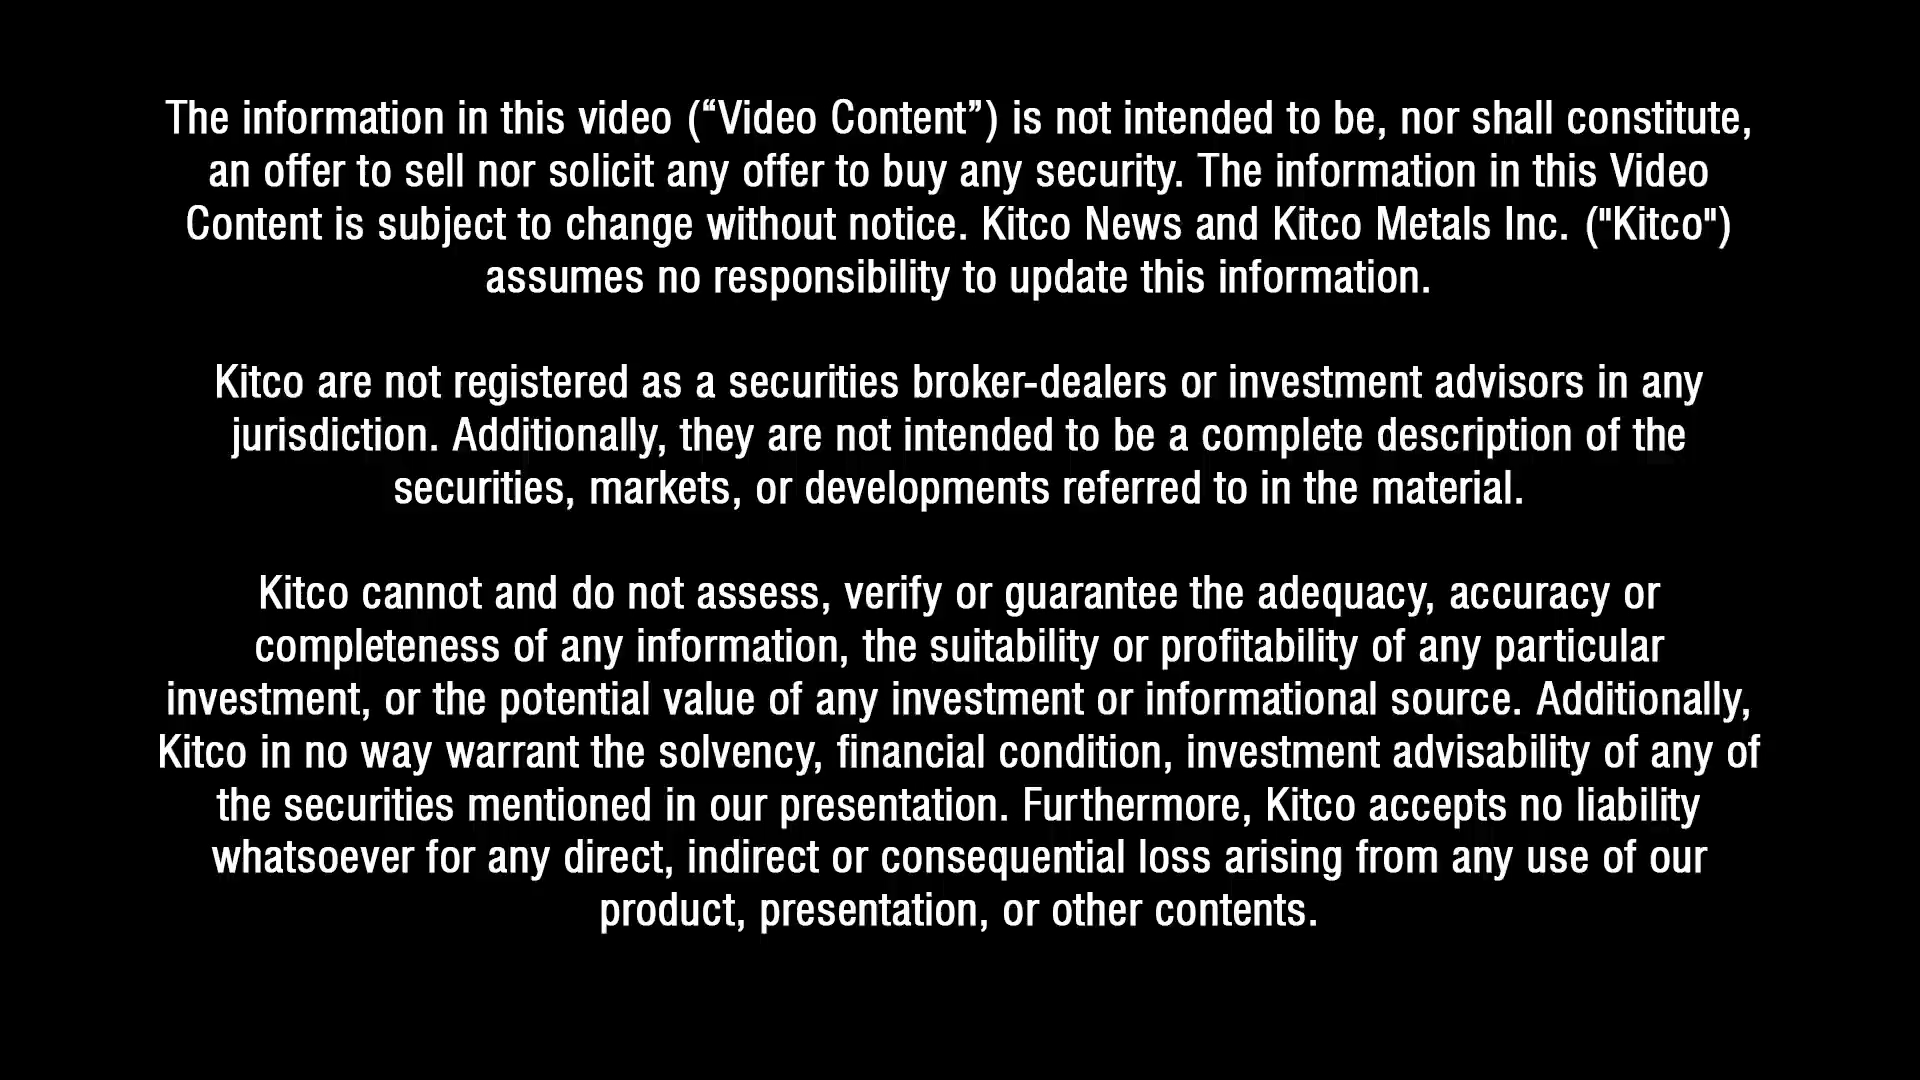 The information in this video (“Video Content”) is not intended to be, nor shall constitute,
an offer to sell nor solicit any offer to buy any security. The information in this Video
Content is subject to change without notice. Kitco News and Kitco Metals Inc. ("Kitco")
assumes no responsibility to update this information.
Kitco are not registered as a securities broker-dealers or investment advisors in any
jurisdiction. Additionally, they are not intended to be a complete description of the
securities, markets, or developments referred to in the material.
Kitco cannot and do not assess, verify or guarantee the adequacy, accuracy or
completeness of any information, the suitability or profitability of any particular
investment, or the potential value of any investment or informational source. Additionally,
Kitco in no way warrant the solvency, financial condition, investment advisability of any of
the securities mentioned in our presentation. Furthermore, Kitco accepts no liability
whatsoever for any direct, indirect or consequential loss arising from any use of our
product, presentation, or other contents.